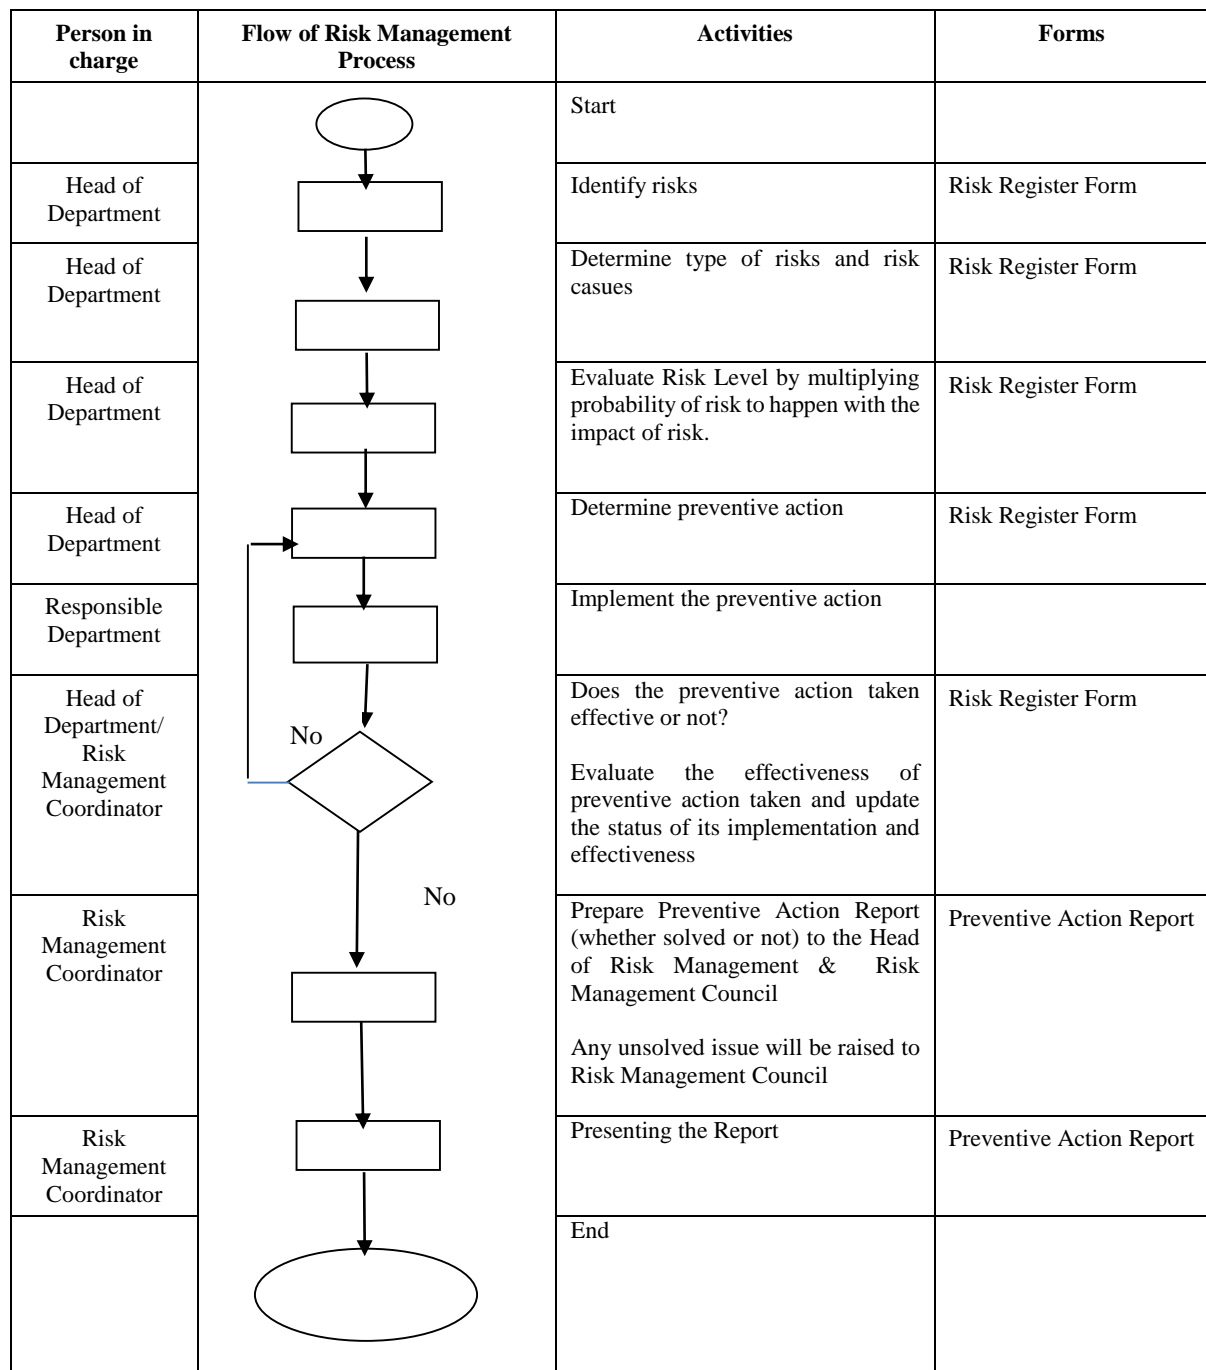 Person in
charge
Flow of Risk Management
Process
Activities
Forms
Start
Head of
Department
Identify risks
Risk Register Form
Head of
Department
Determine type of risks and risk
casues
Risk Register Form
Head of
Department
Evaluate Risk Level by multiplying
probability of risk to happen with the
impact of risk.
Risk Register Form
Head of
Department
Determine preventive action
Risk Register Form
Responsible
Department
Implement the preventive action
Head of
Department/
Risk
Management
Coordinator
No
Does the preventive action taken
effective or not?
Evaluate the effectiveness of
preventive action taken and update
the status of its implementation and
effectiveness
Risk Register Form
Risk
Management
Coordinator
No
Prepare Preventive Action Report
(whether solved or not) to the Head
of Risk Management & Risk
Management Council
Any unsolved issue will be raised to
Risk Management Council
Preventive Action Report
Risk
Management
Coordinator
Presenting the Report
Preventive Action Report
End